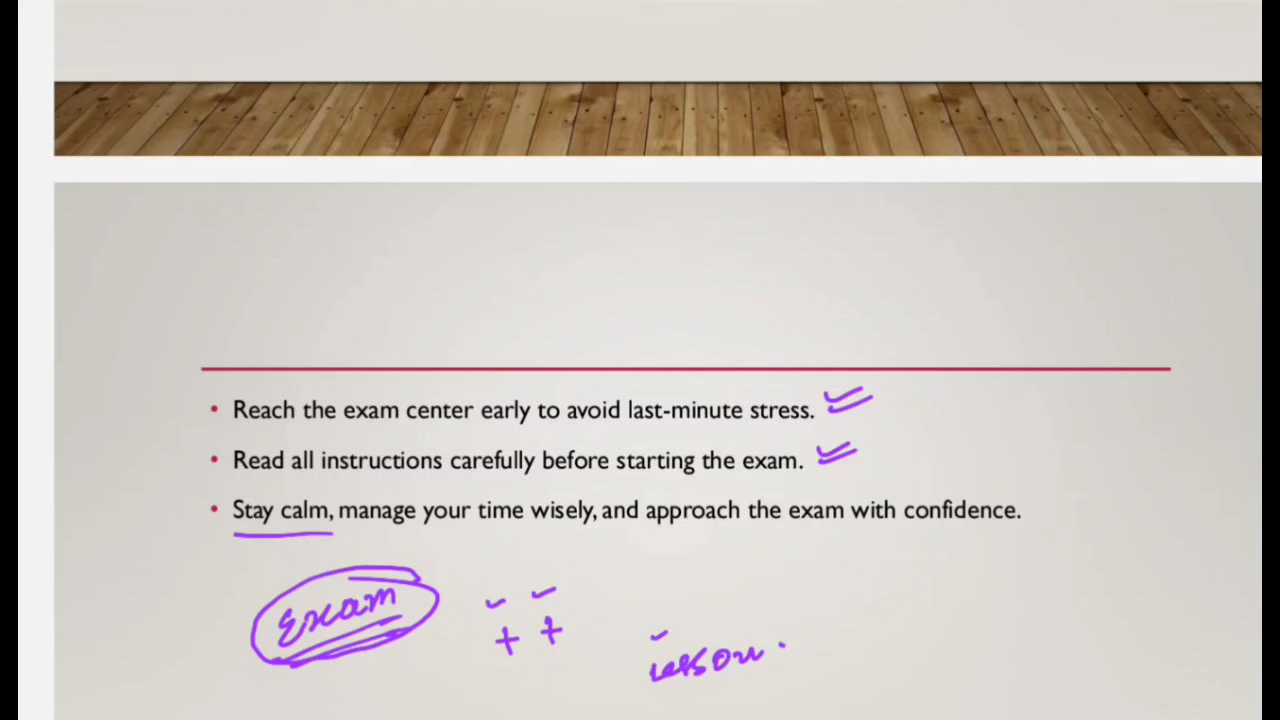 • Reach the exam center early to avoid last-minute stress.
• Read all instructions carefully before starting the exam.
• Stay calm, manage your time wisely, and approach the exam with confidence.
Exam
+ +
lesson.